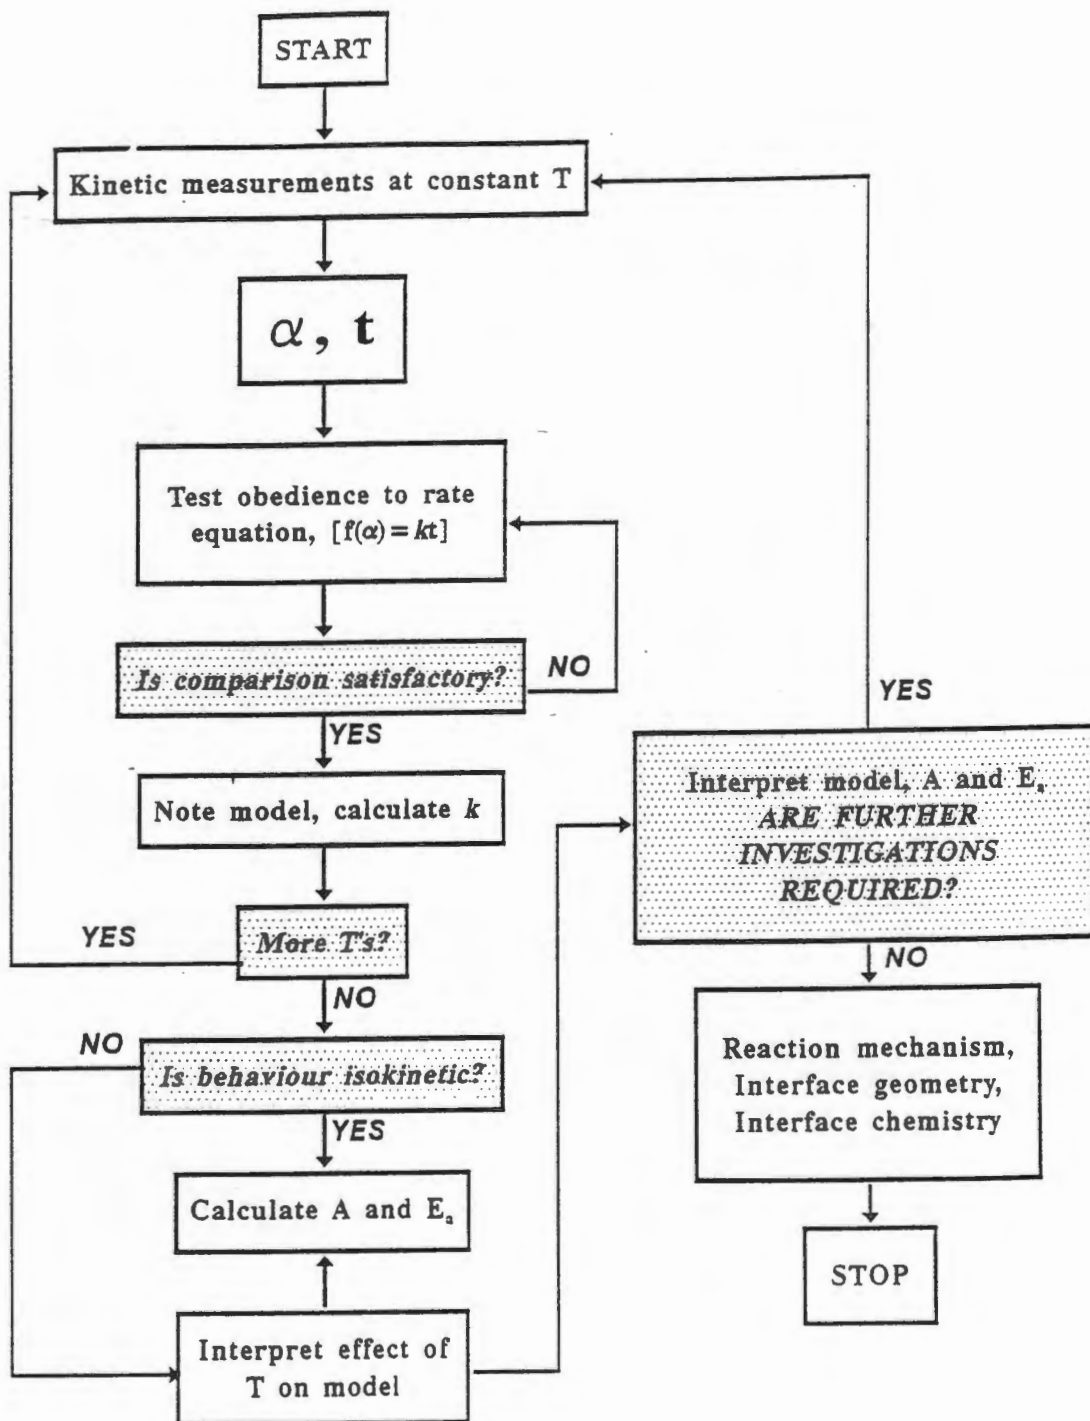 START
Kinetic measurements at constant T
α, t
Test obedience to rate
equation, [f(α) = kt]
Is comparison satisfactory?
NO
YES
Note model, calculate k
More T's?
YES
NO
Is behaviour isokinetic?
NO
YES
Calculate A and Eₐ
Interpret effect of
T on model
YES
Interpret model, A and Eₐ
ARE FURTHER
INVESTIGATIONS
REQUIRED?
NO
Reaction mechanism,
Interface geometry,
Interface chemistry
STOP